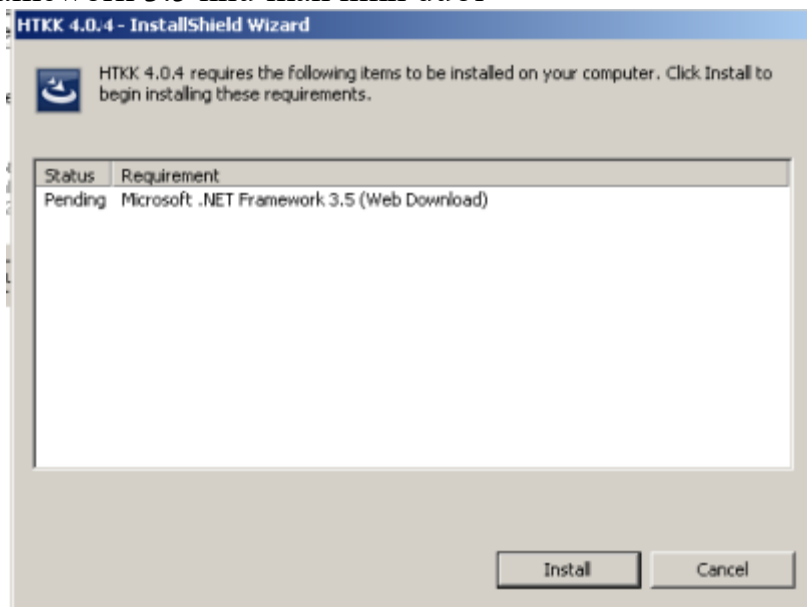 HTKK 4.0.4 - InstallShield Wizard
HTKK 4.0.4 requires the following items to be installed on your computer. Click Install to
begin installing these requirements.
Status Requirement
Pending Microsoft .NET Framework 3.5 (Web Download)
Install Cancel